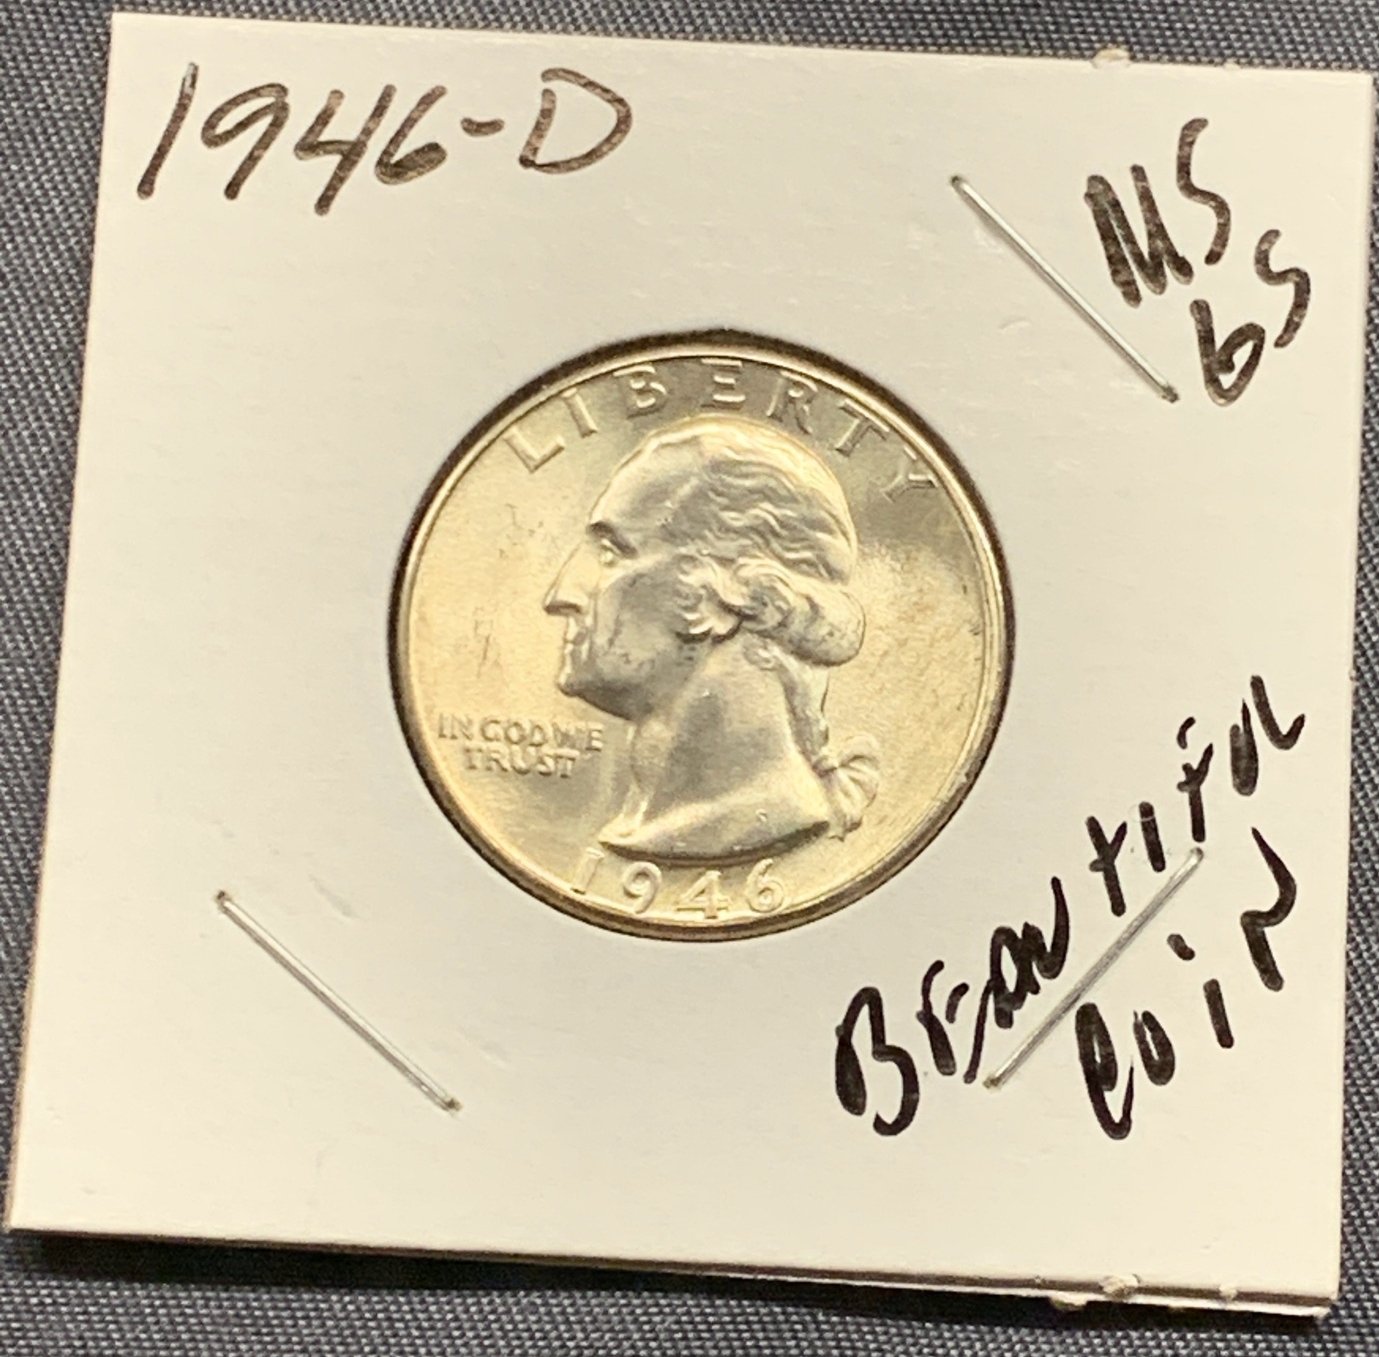 1946-D
MS
65
LIBERTY
IN GOD WE
TRUST
1946
BEAUTIFUL
COIN